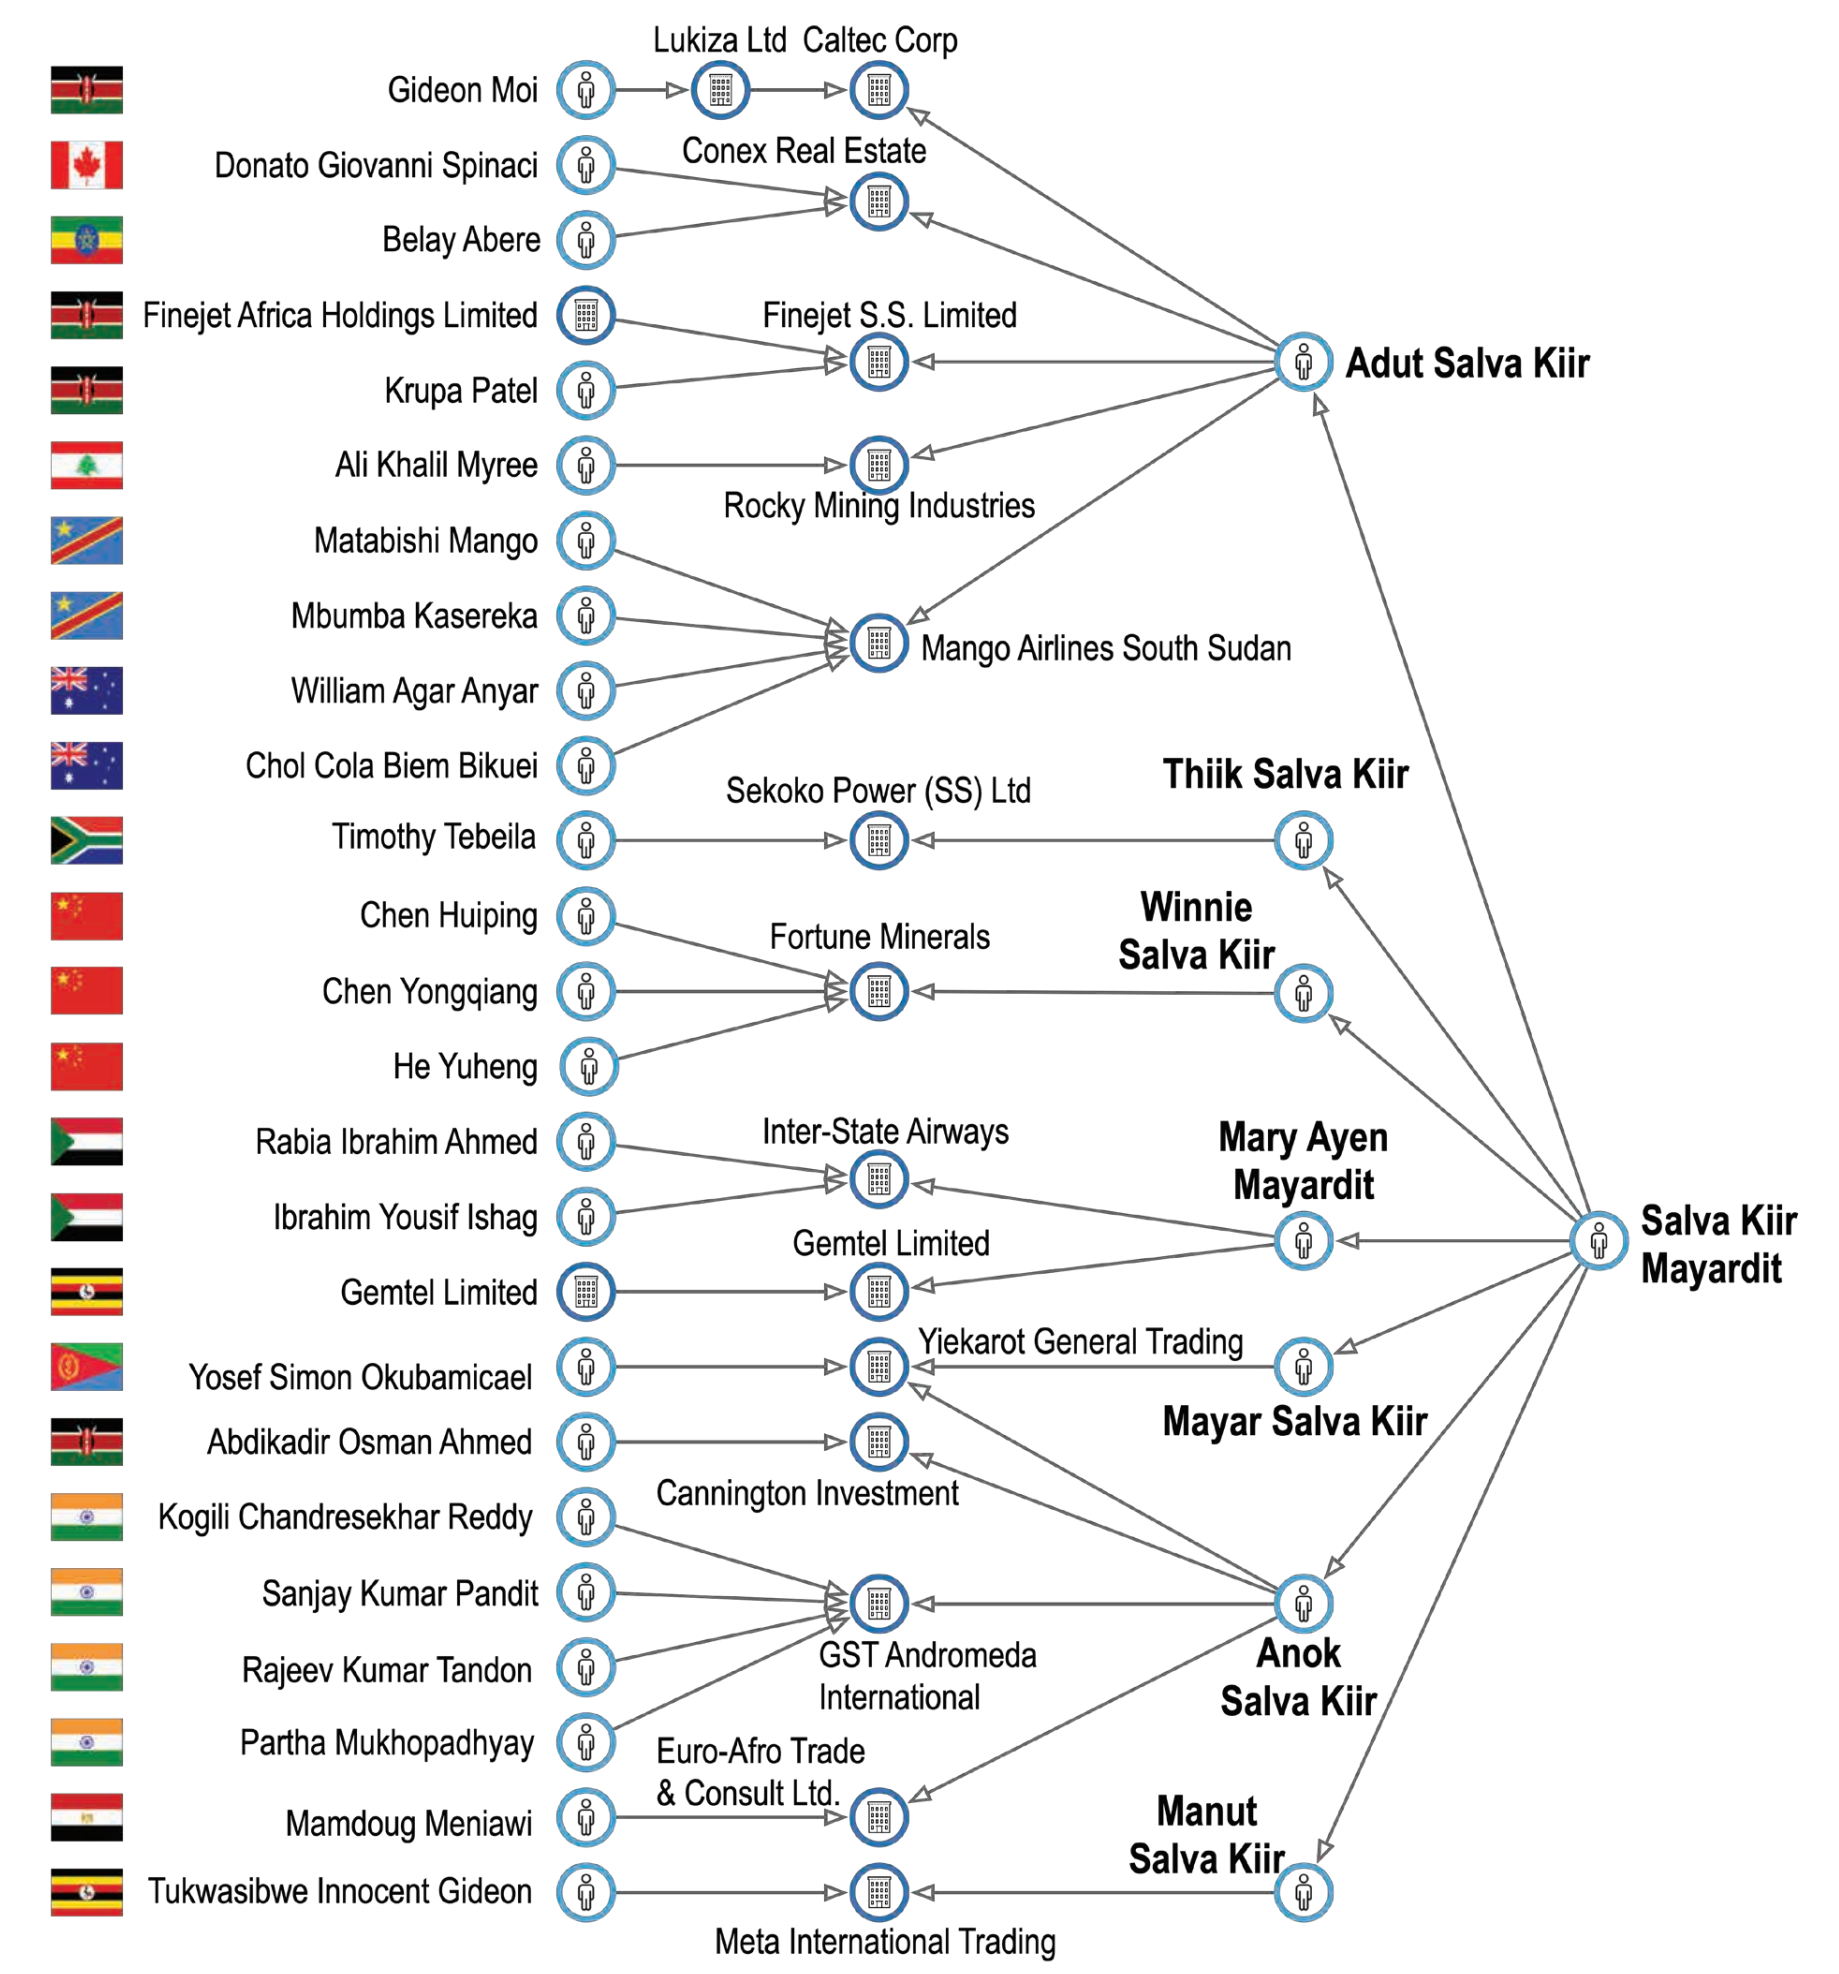 Lukiza Ltd Caltec Corp
Gideon Moi
Conex Real Estate
Donato Giovanni Spinaci
Belay Abere
Finejet Africa Holdings Limited
Finejet S.S. Limited
Adut Salva Kiir
Krupa Patel
Ali Khalil Myree
Rocky Mining Industries
Matabishi Mango
Mbumba Kasereka
Mango Airlines South Sudan
William Agar Anyar
Chol Cola Biem Bikuei
Thiik Salva Kiir
Sekoko Power (SS) Ltd
Timothy Tebeila
Winnie
Salva Kiir
Chen Huiping
Fortune Minerals
Chen Yongqiang
He Yuheng
Inter-State Airways
Mary Ayen
Mayardit
Rabia Ibrahim Ahmed
Ibrahim Yousif Ishag
Salva Kiir
Mayardit
Gemtel Limited
Gemtel Limited
Yiekarot General Trading
Yosef Simon Okubamicael
Mayar Salva Kiir
Abdikadir Osman Ahmed
Cannington Investment
Kogili Chandresekhar Reddy
Sanjay Kumar Pandit
GST Andromeda
International
Anok
Salva Kiir
Rajeev Kumar Tandon
Partha Mukhopadhyay
Euro-Afro Trade
& Consult Ltd.
Mamdoug Meniawi
Manut
Salva Kiir
Tukwasibwe Innocent Gideon
Meta International Trading